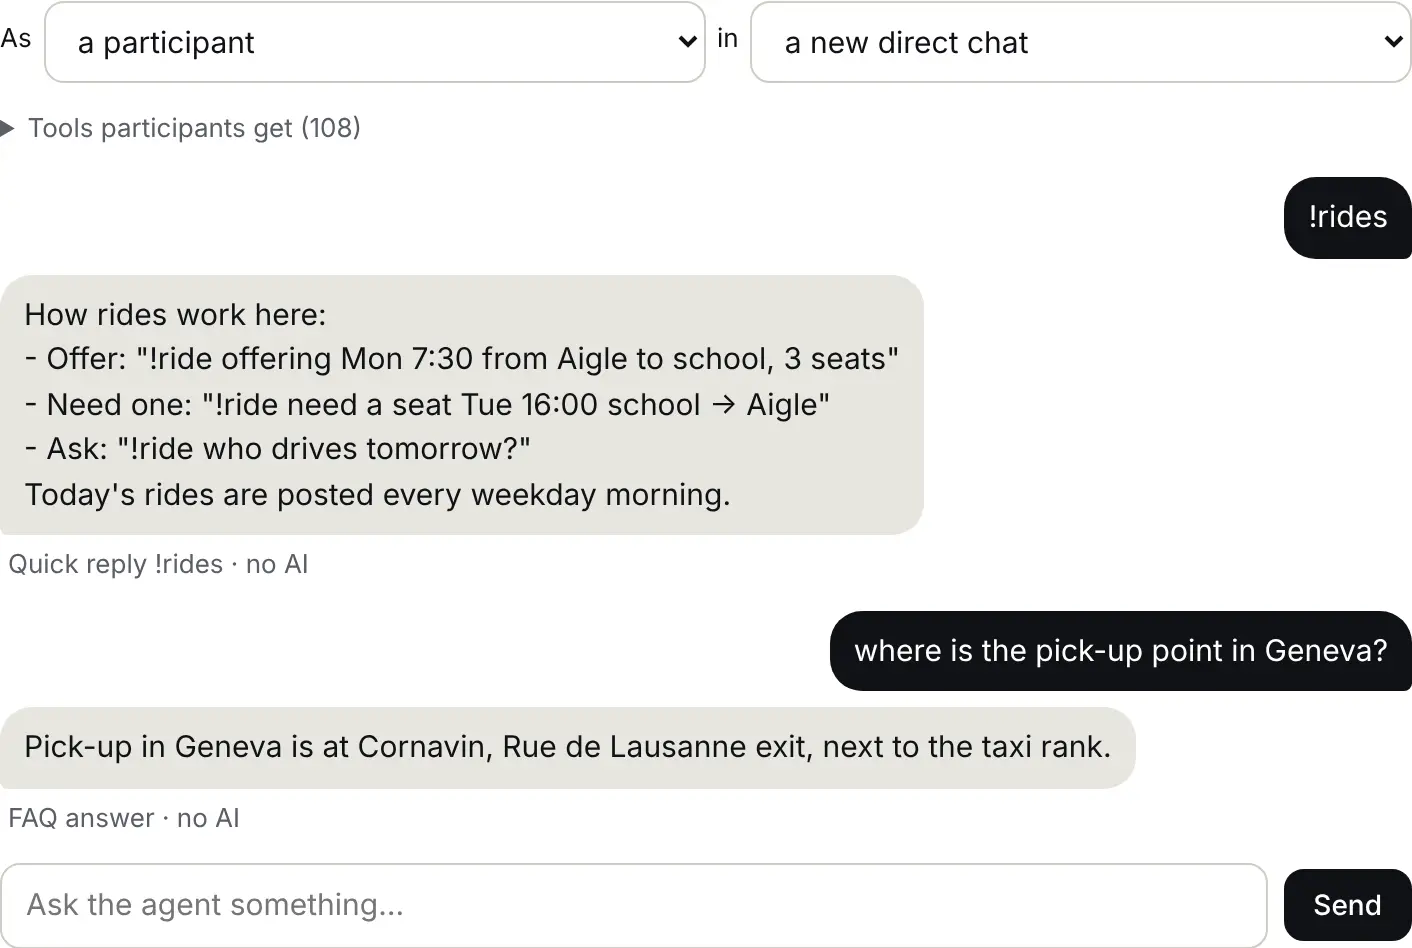 As a participant in a new direct chat
▶ Tools participants get (108)
!rides
How rides work here:
- Offer: "!ride offering Mon 7:30 from Aigle to school, 3 seats"
- Need one: "!ride need a seat Tue 16:00 school → Aigle"
- Ask: "!ride who drives tomorrow?"
Today's rides are posted every weekday morning.
Quick reply !rides · no AI
where is the pick-up point in Geneva?
Pick-up in Geneva is at Cornavin, Rue de Lausanne exit, next to the taxi rank.
FAQ answer · no AI
Ask the agent something...
Send